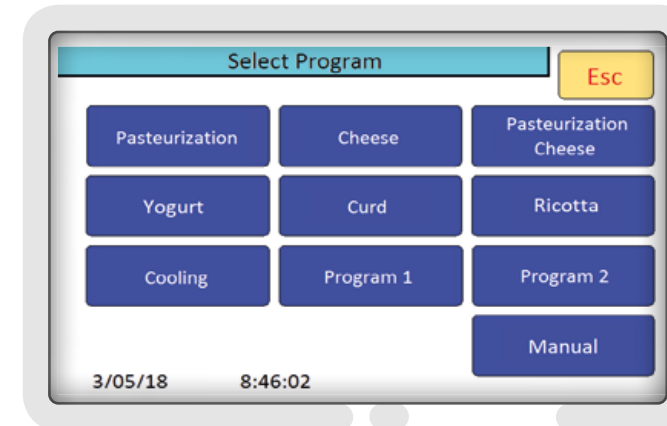 Select Program
Esc
Pasteurization
Cheese
Pasteurization
Cheese
Yogurt
Curd
Ricotta
Cooling
Program 1
Program 2
Manual
3/05/18 8:46:02